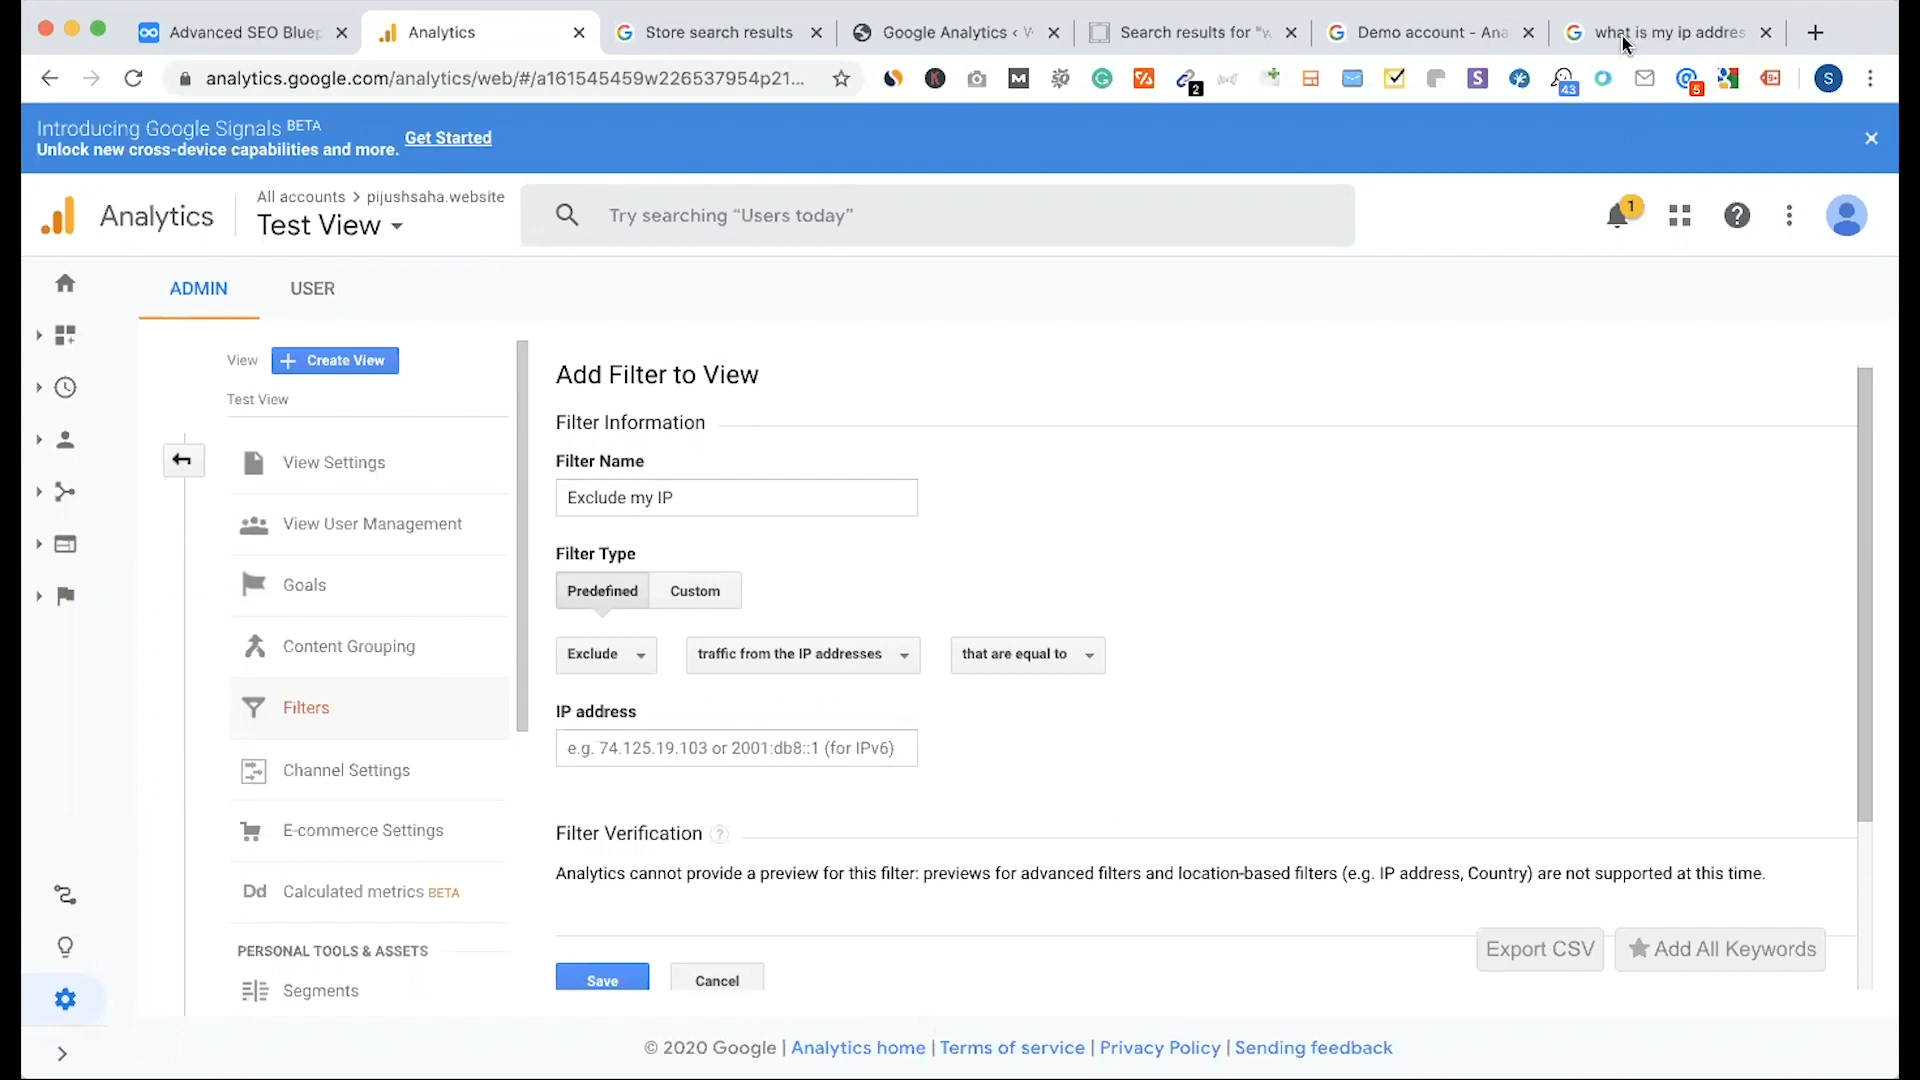 Advanced SEO Bluep
Analytics
Store search results
Google Analytics ‹ W
Search results for "w
Demo account - Ana
what is my ip addres
analytics.google.com/analytics/web/#/a161545459w226537954p21...
2
43
5
S
Introducing Google Signals BETA
Unlock new cross-device capabilities and more.
Get Started
Analytics
All accounts > pijushsaha.website
Test View
Try searching “Users today”
1
ADMIN
USER
View
Create View
Test View
View Settings
View User Management
Goals
Content Grouping
Filters
Channel Settings
E-commerce Settings
Dd Calculated metrics BETA
PERSONAL TOOLS & ASSETS
Segments
Add Filter to View
Filter Information
Filter Name
Exclude my IP
Filter Type
Predefined
Custom
Exclude
traffic from the IP addresses
that are equal to
IP address
e.g. 74.125.19.103 or 2001:db8::1 (for IPv6)
Filter Verification ?
Analytics cannot provide a preview for this filter: previews for advanced filters and location-based filters (e.g. IP address, Country) are not supported at this time.
Export CSV
Add All Keywords
Save
Cancel
© 2020 Google | Analytics home | Terms of service | Privacy Policy | Sending feedback